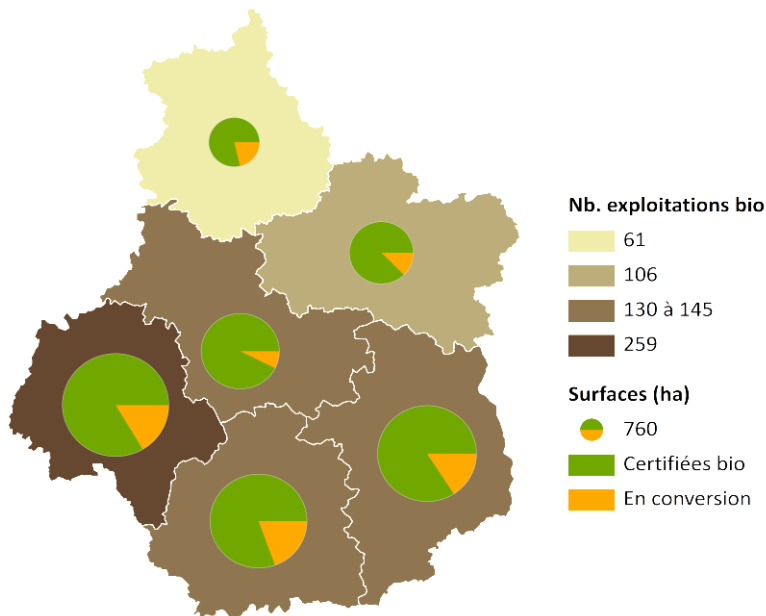 Nb. exploitations bio
61
106
130 à 145
259
Surfaces (ha)
760
Certifiées bio
En conversion